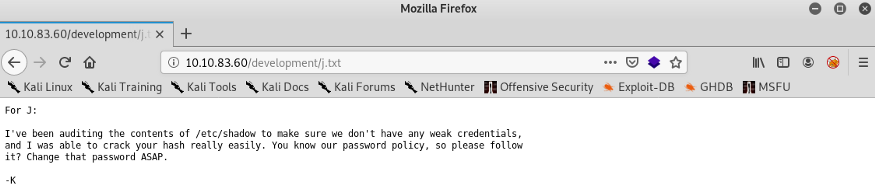 Mozilla Firefox
10.10.83.60/development/j.t
10.10.83.60/development/j.txt
Kali Linux Kali Training Kali Tools Kali Docs Kali Forums NetHunter Offensive Security Exploit-DB GHDB MSFU
For J:
I've been auditing the contents of /etc/shadow to make sure we don't have any weak credentials,
and I was able to crack your hash really easily. You know our password policy, so please follow
it? Change that password ASAP.
-K